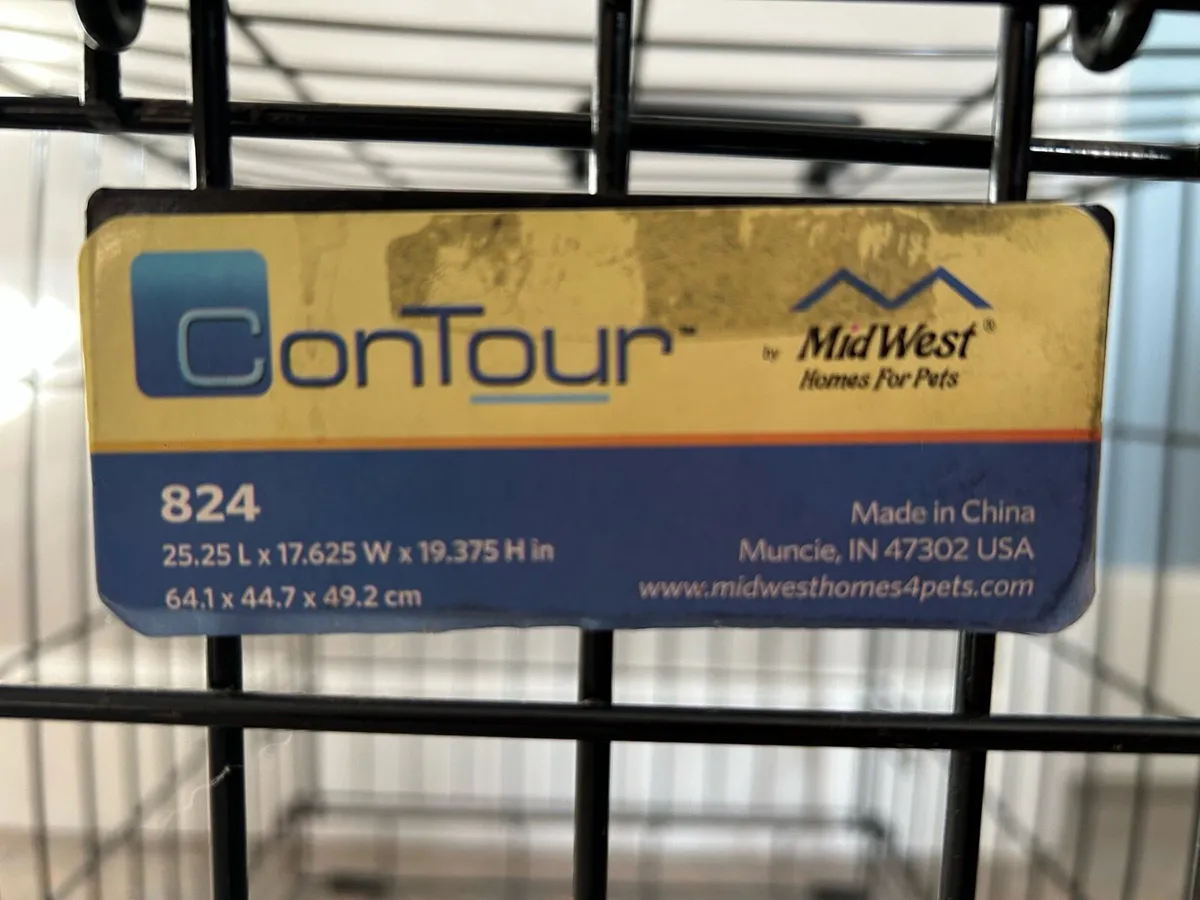 ConTour™
by MidWest®
Homes For Pets
824
25.25 L x 17.625 W x 19.375 H in
64.1 x 44.7 x 49.2 cm
Made in China
Muncie, IN 47302 USA
www.midwesthomes4pets.com